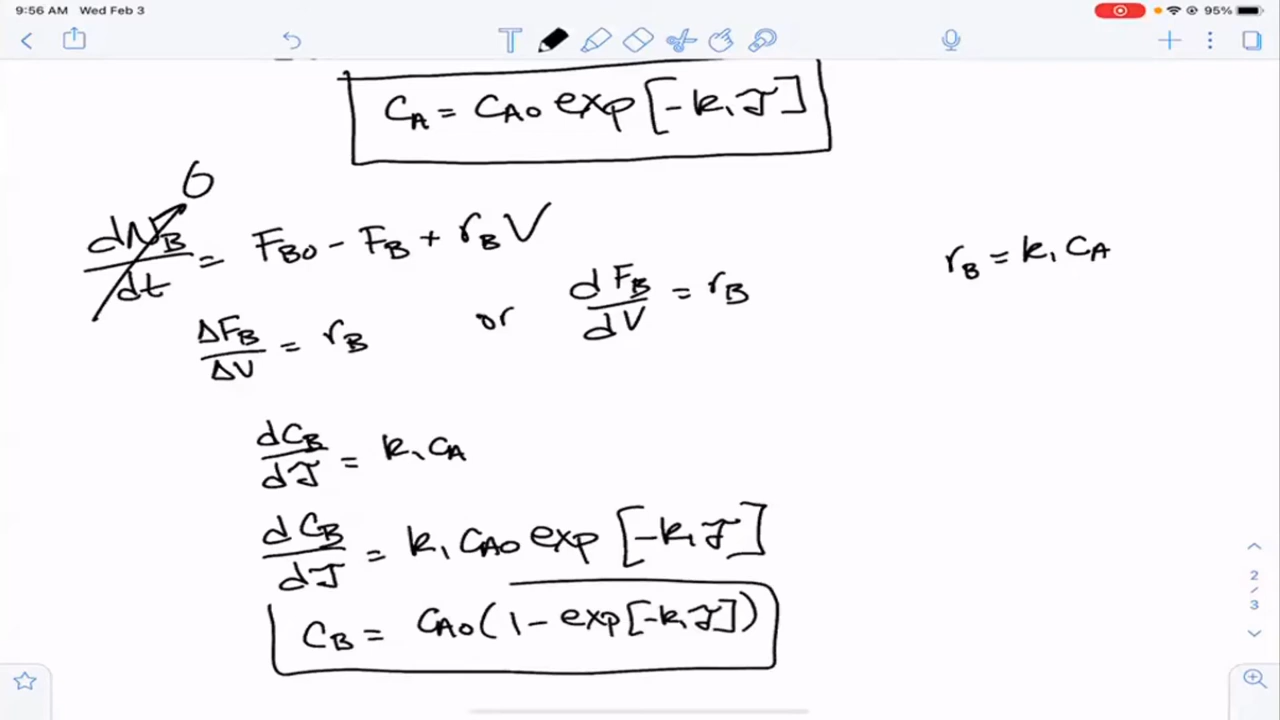 9:56 AM Wed Feb 3 95%
T
C_A = C_A0 exp[-k_1 τ]
0
dN_B/dt = F_B0 - F_B + r_B V
r_B = k_1 C_A
ΔF_B/ΔV = r_B or dF_B/dV = r_B
dC_B/dτ = k_1 C_A
dC_B/dτ = k_1 C_A0 exp[-k_1 τ]
C_B = C_A0(1 - exp[-k_1 τ])
2
/
3